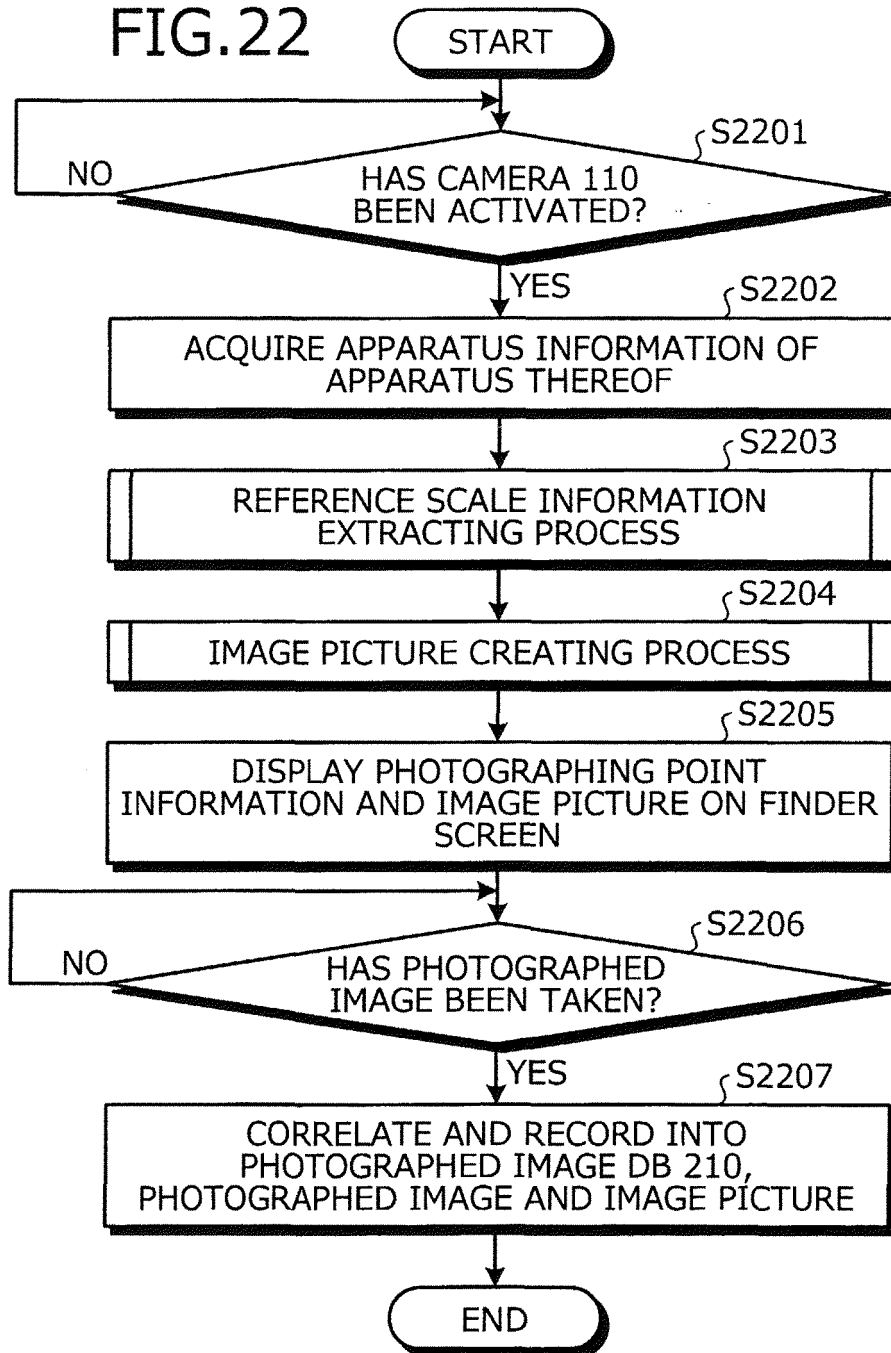 FIG.22
START
S2201
NO
HAS CAMERA 110
BEEN ACTIVATED?
YES
S2202
ACQUIRE APPARATUS INFORMATION OF
APPARATUS THEREOF
S2203
REFERENCE SCALE INFORMATION
EXTRACTING PROCESS
S2204
IMAGE PICTURE CREATING PROCESS
S2205
DISPLAY PHOTOGRAPHING POINT
INFORMATION AND IMAGE PICTURE ON FINDER
SCREEN
S2206
NO
HAS PHOTOGRAPHED
IMAGE BEEN TAKEN?
YES
S2207
CORRELATE AND RECORD INTO
PHOTOGRAPHED IMAGE DB 210,
PHOTOGRAPHED IMAGE AND IMAGE PICTURE
END